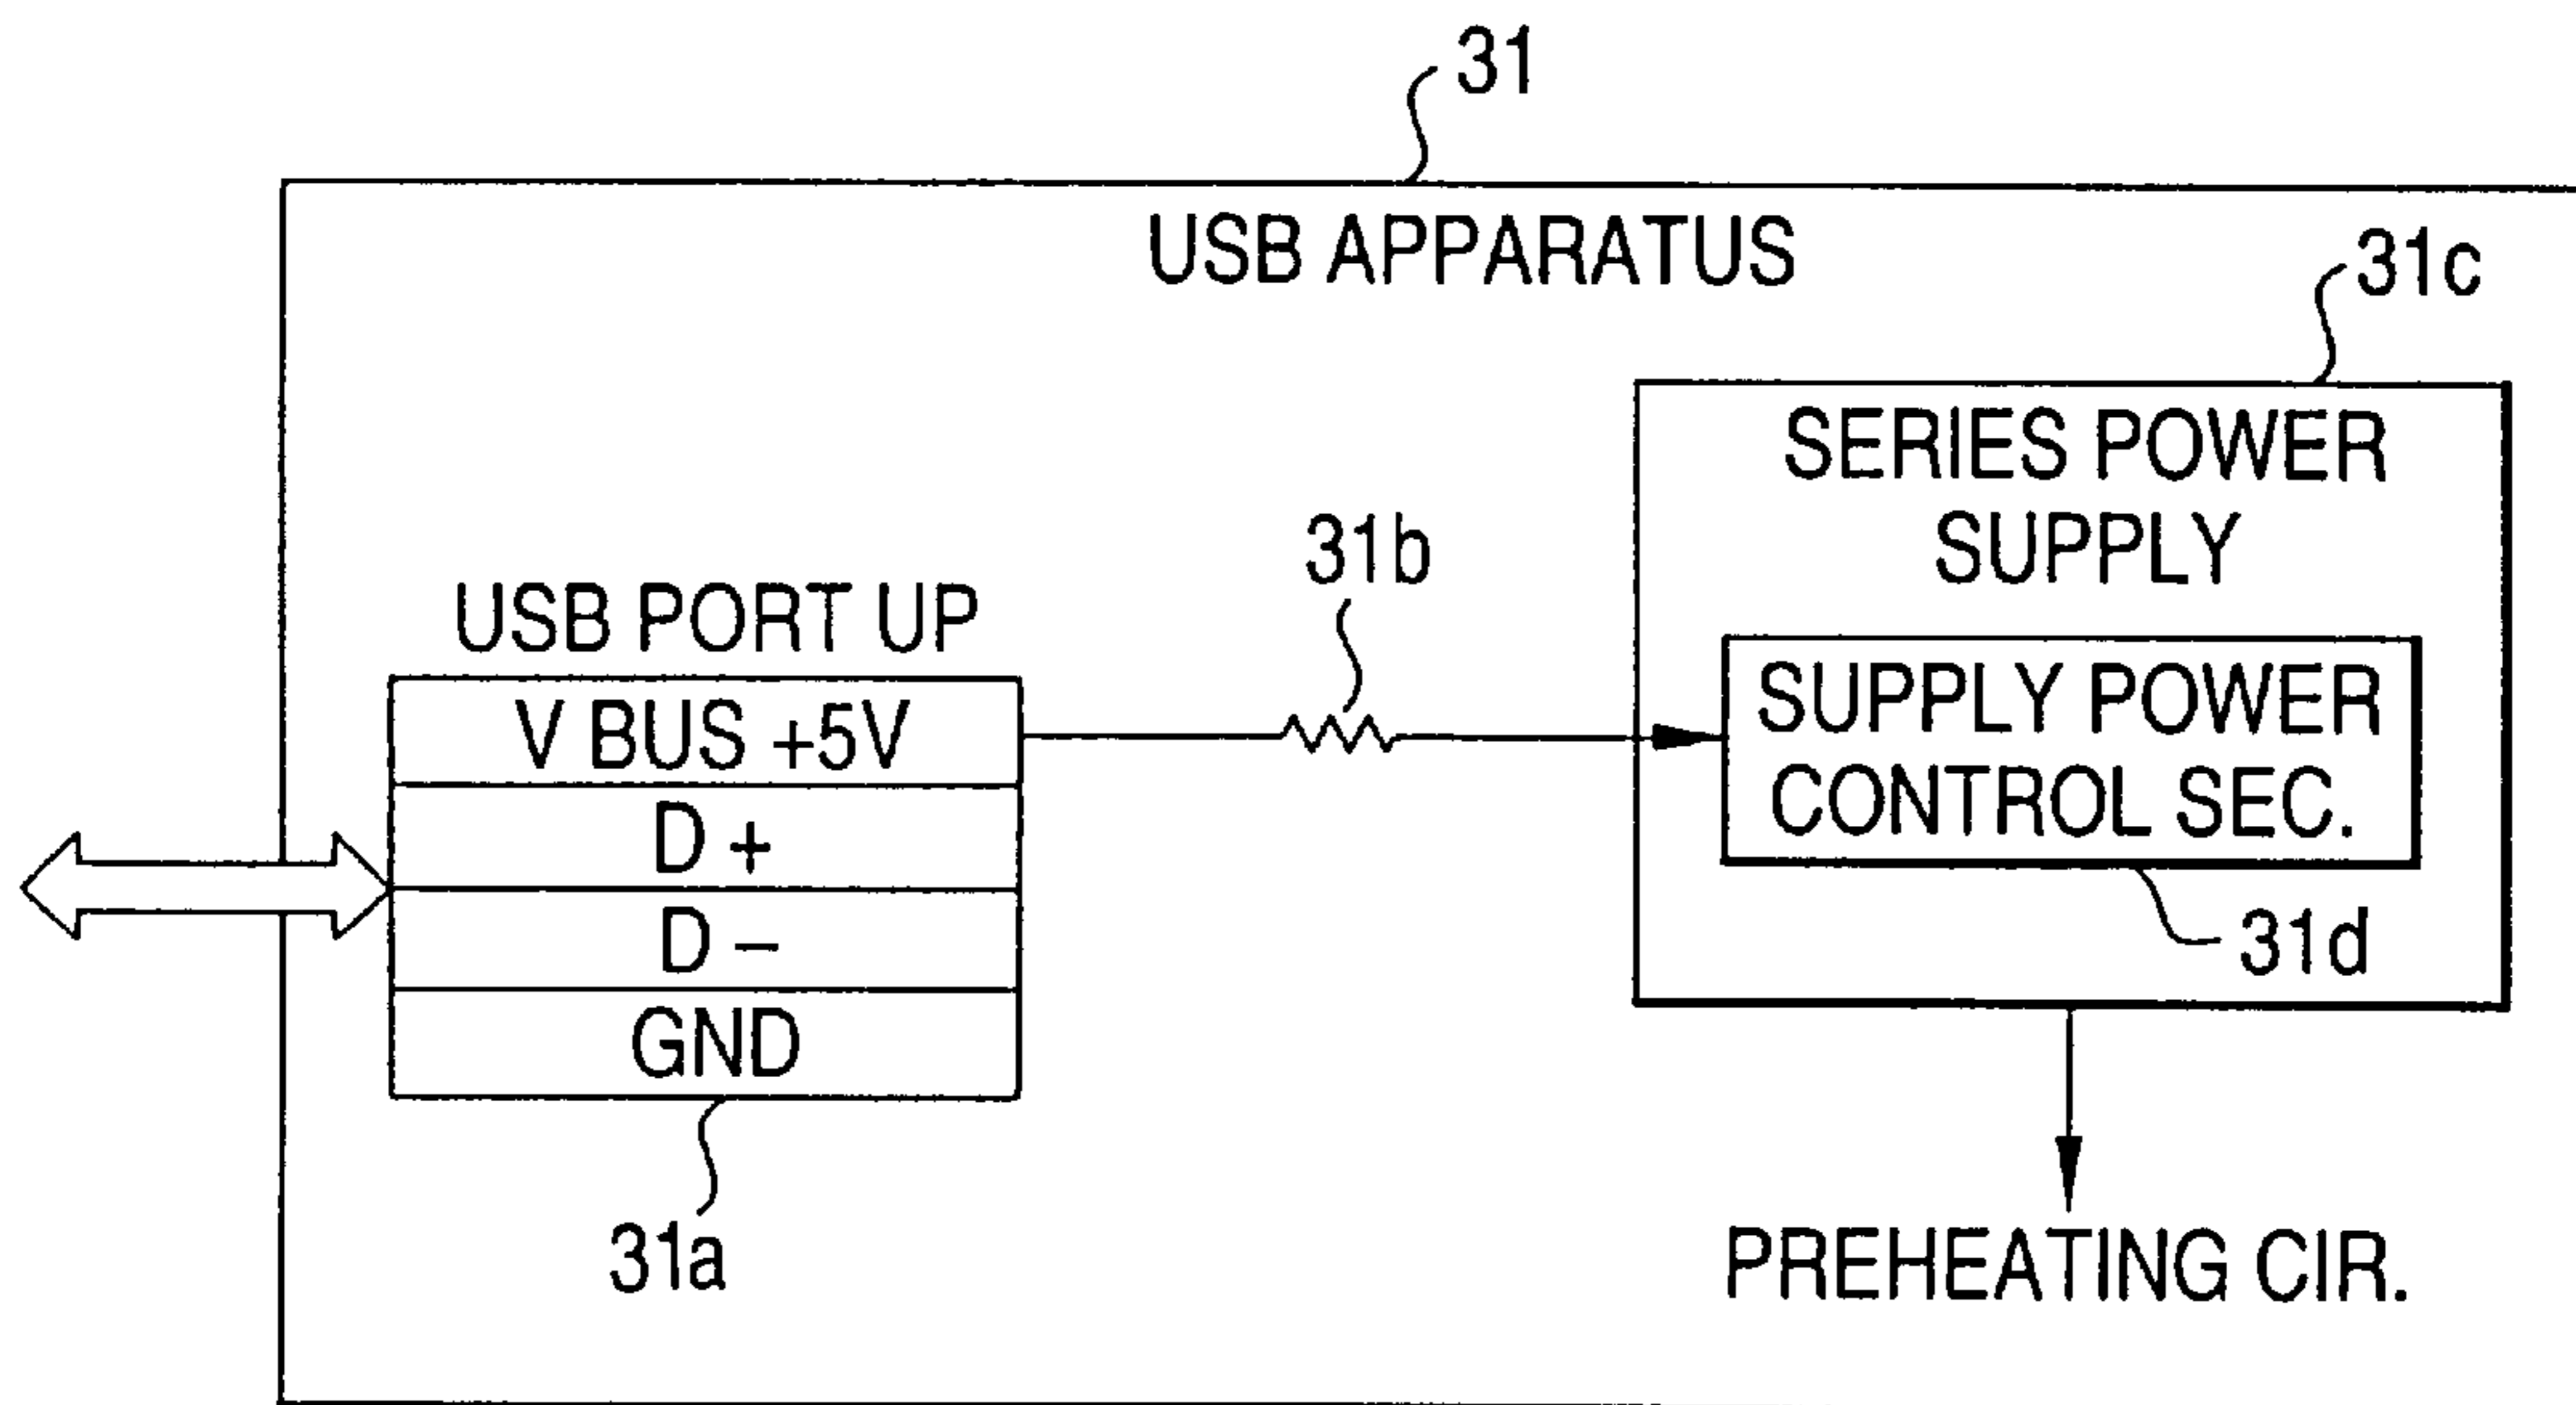 31
USB APPARATUS
31c
SERIES POWER
SUPPLY
31b
USB PORT UP
V BUS +5V
SUPPLY POWER
CONTROL SEC.
D +
D −
31d
GND
31a
PREHEATING CIR.